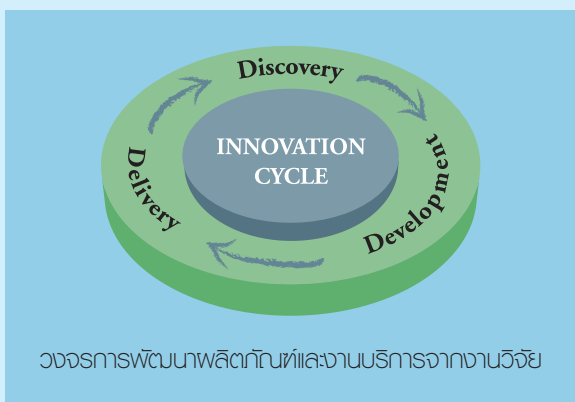 Discovery
Development
Delivery
INNOVATION
CYCLE
วงจรการพัฒนาผลิตภัณฑ์และงานบริการจากงานวิจัย